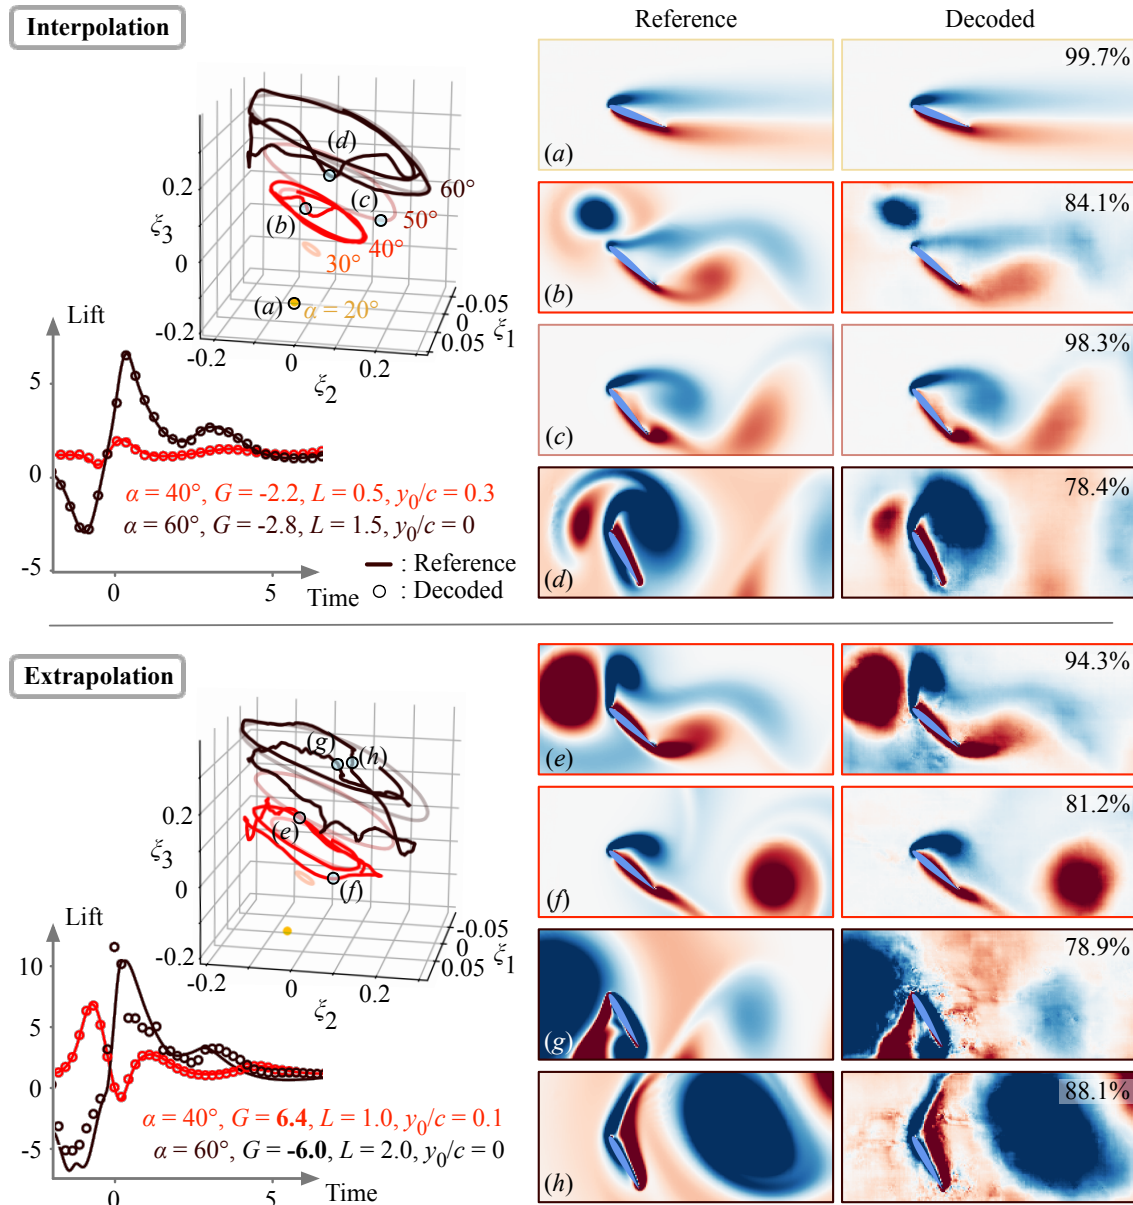 Interpolation
Reference
Decoded
0.2
ξ3
0
-0.2
-0.2
0
0.2
ξ2
-0.05
0
0.05
ξ1
(d)
(c)
(b)
(a)
60°
50°
40°
30°
α = 20°
Lift
5
0
-5
0
5
Time
α = 40°, G = -2.2, L = 0.5, y0/c = 0.3
α = 60°, G = -2.8, L = 1.5, y0/c = 0
: Reference
: Decoded
(a)
99.7%
(b)
84.1%
(c)
98.3%
(d)
78.4%
Extrapolation
0.2
ξ3
0
-0.2
-0.2
0
0.2
ξ2
-0.05
0
0.05
ξ1
(g)
(h)
(e)
(f)
Lift
10
5
0
-5
0
5
Time
α = 40°, G = 6.4, L = 1.0, y0/c = 0.1
α = 60°, G = -6.0, L = 2.0, y0/c = 0
(e)
94.3%
(f)
81.2%
(g)
78.9%
(h)
88.1%